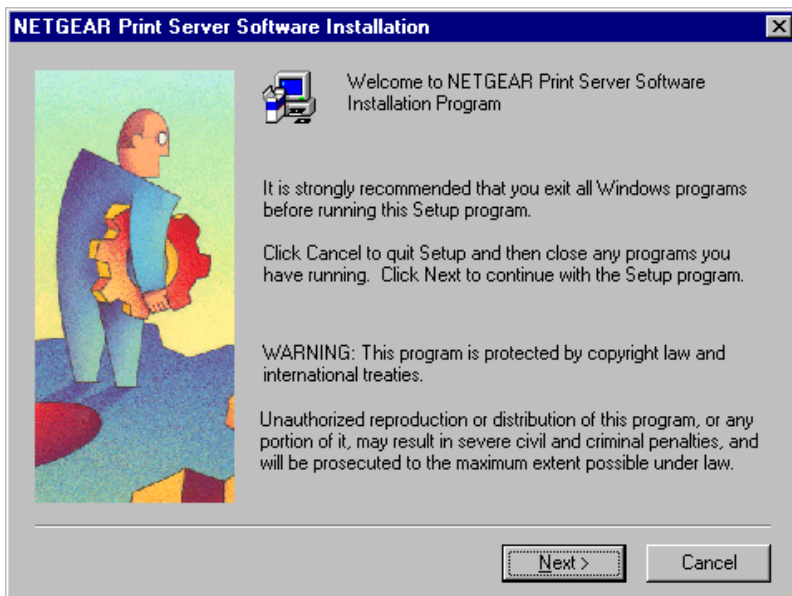 NETGEAR Print Server Software Installation
Welcome to NETGEAR Print Server Software
Installation Program
It is strongly recommended that you exit all Windows programs
before running this Setup program.
Click Cancel to quit Setup and then close any programs you
have running.  Click Next to continue with the Setup program.
WARNING: This program is protected by copyright law and
international treaties.
Unauthorized reproduction or distribution of this program, or any
portion of it, may result in severe civil and criminal penalties, and
will be prosecuted to the maximum extent possible under law.
Next >
Cancel